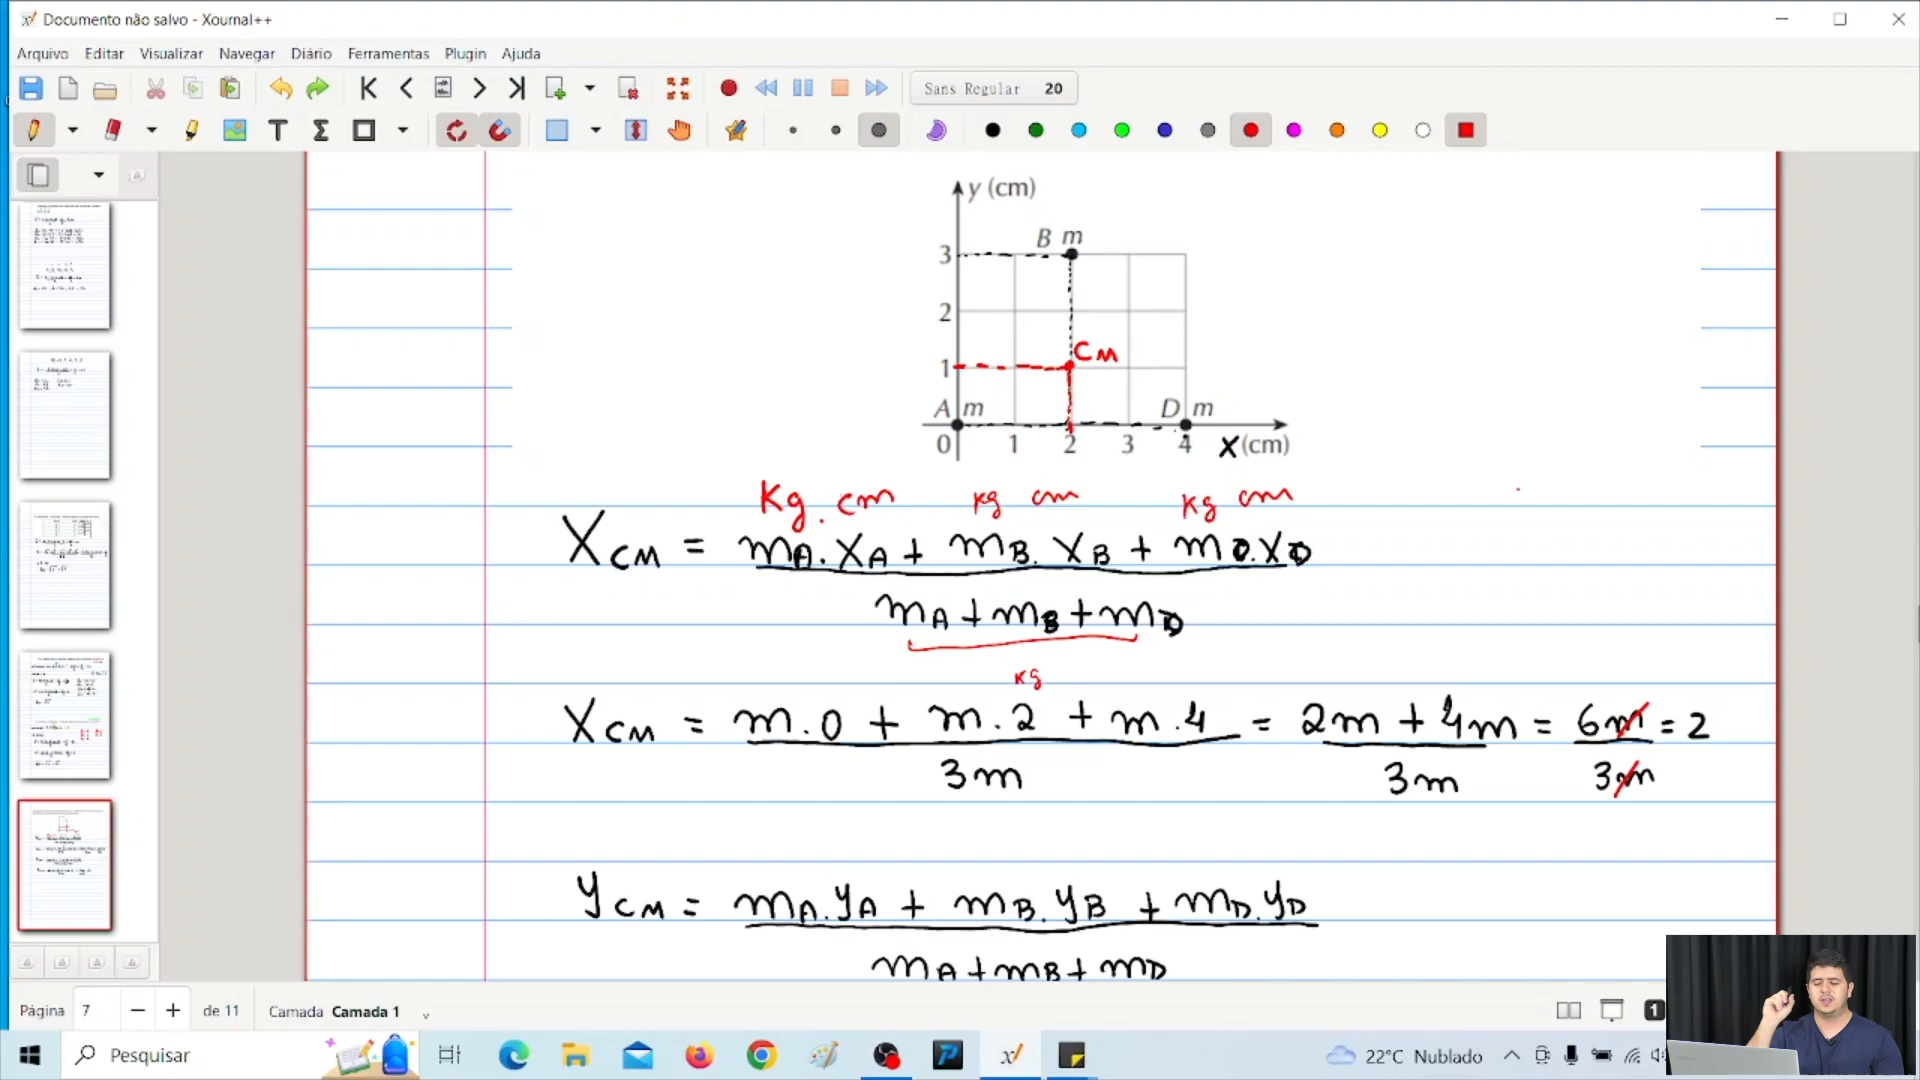 Documento não salvo - Xournal++
Arquivo Editar Visualizar Navegar Diário Ferramentas Plugin Ajuda
Sans Regular 20
y (cm)
3 B m
2
CM
1
A m D m
0 1 2 3 4 X (cm)
Kg . cm kg cm kg cm
XCM = mA.XA + mB.XB + mD.XD
mA + mB + mD
kg
XCM = m.0 + m.2 + m.4 = 2m + 4m = 6m = 2
3m 3m 3m
YCM = mA.YA + mB.YB + mD.YD
mA + mB + mD
Página 7 de 11 Camada Camada 1 1
Pesquisar 22°C Nublado